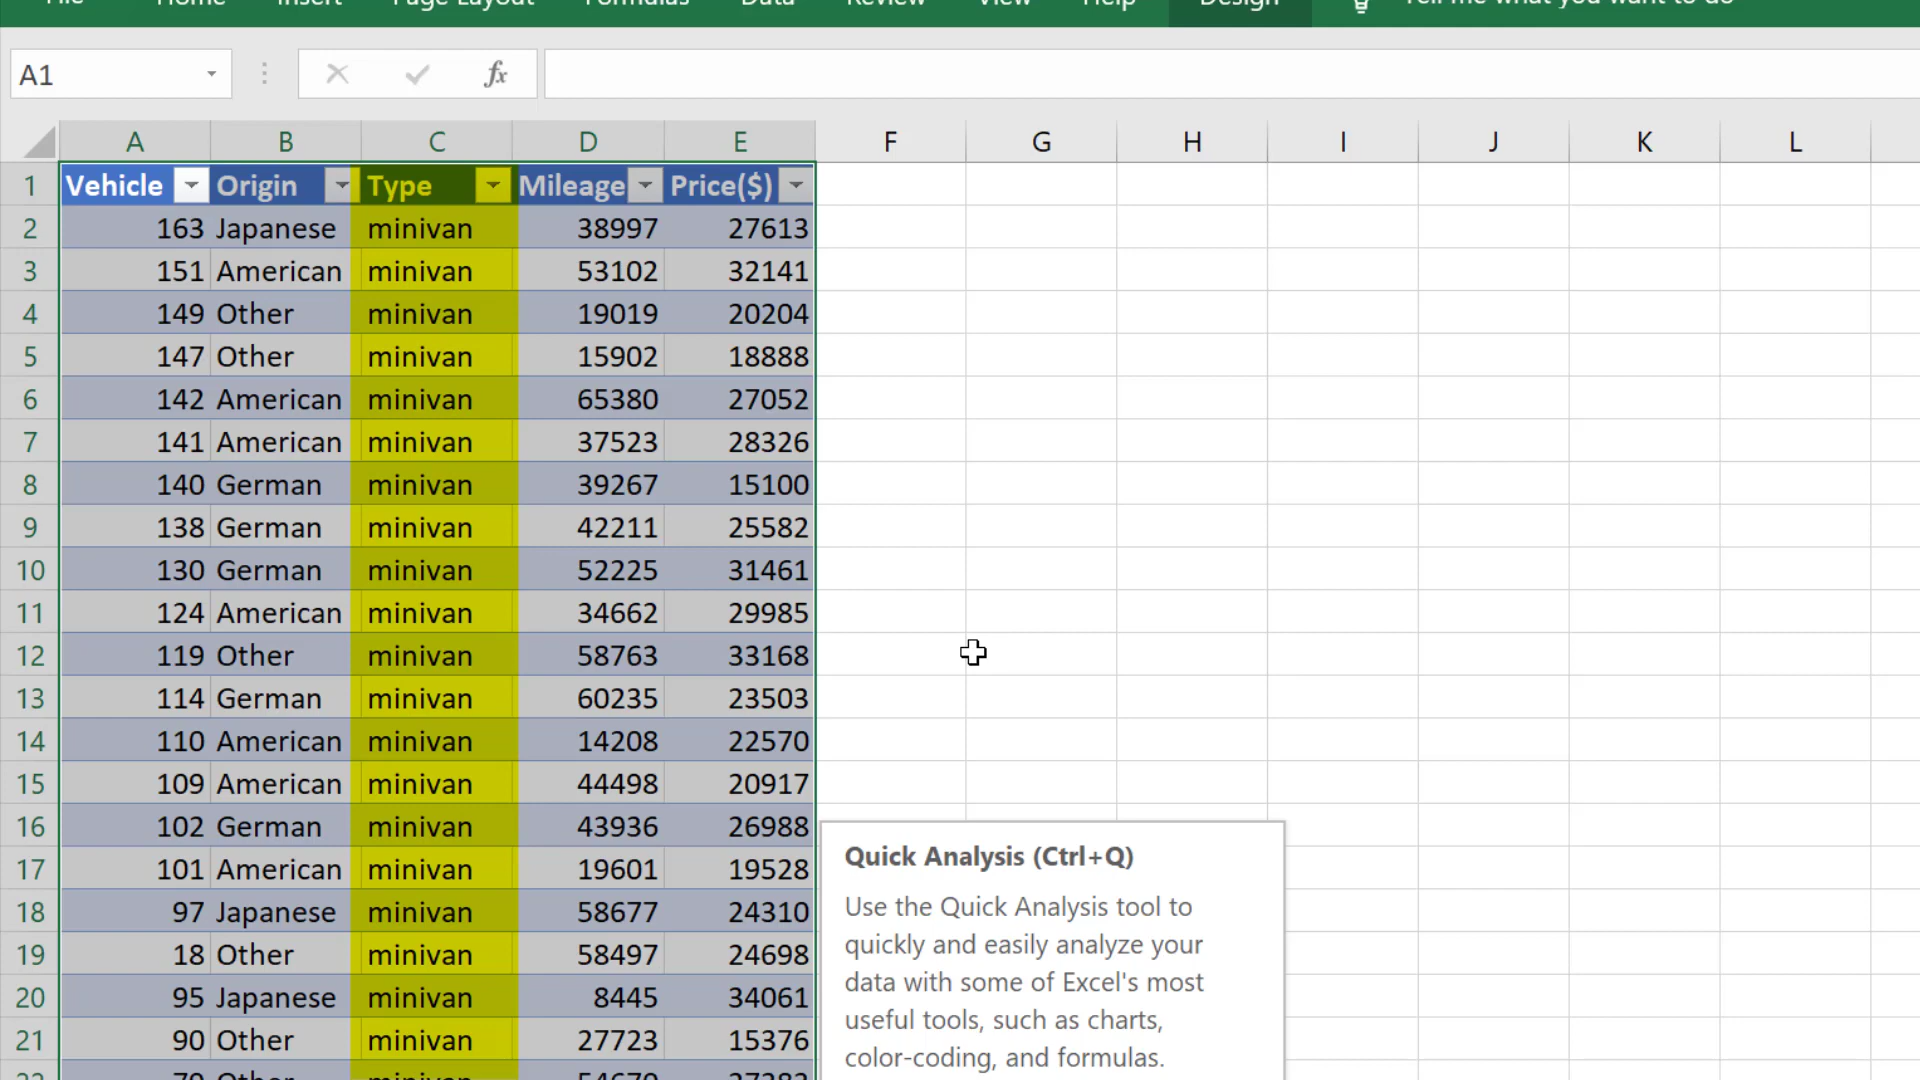 File Home Insert Page Layout Formulas Data Review View Help Design Tell me what you want to do
A1 fx
A B C D E F G H I J K L
1 Vehicle Origin Type Mileage Price($)
2 163 Japanese minivan 38997 27613
3 151 American minivan 53102 32141
4 149 Other minivan 19019 20204
5 147 Other minivan 15902 18888
6 142 American minivan 65380 27052
7 141 American minivan 37523 28326
8 140 German minivan 39267 15100
9 138 German minivan 42211 25582
10 130 German minivan 52225 31461
11 124 American minivan 34662 29985
12 119 Other minivan 58763 33168
13 114 German minivan 60235 23503
14 110 American minivan 14208 22570
15 109 American minivan 44498 20917
16 102 German minivan 43936 26988
17 101 American minivan 19601 19528
18 97 Japanese minivan 58677 24310
19 18 Other minivan 58497 24698
20 95 Japanese minivan 8445 34061
21 90 Other minivan 27723 15376
22 79 Other minivan
Quick Analysis (Ctrl+Q)
Use the Quick Analysis tool to
quickly and easily analyze your
data with some of Excel's most
useful tools, such as charts,
color-coding, and formulas.